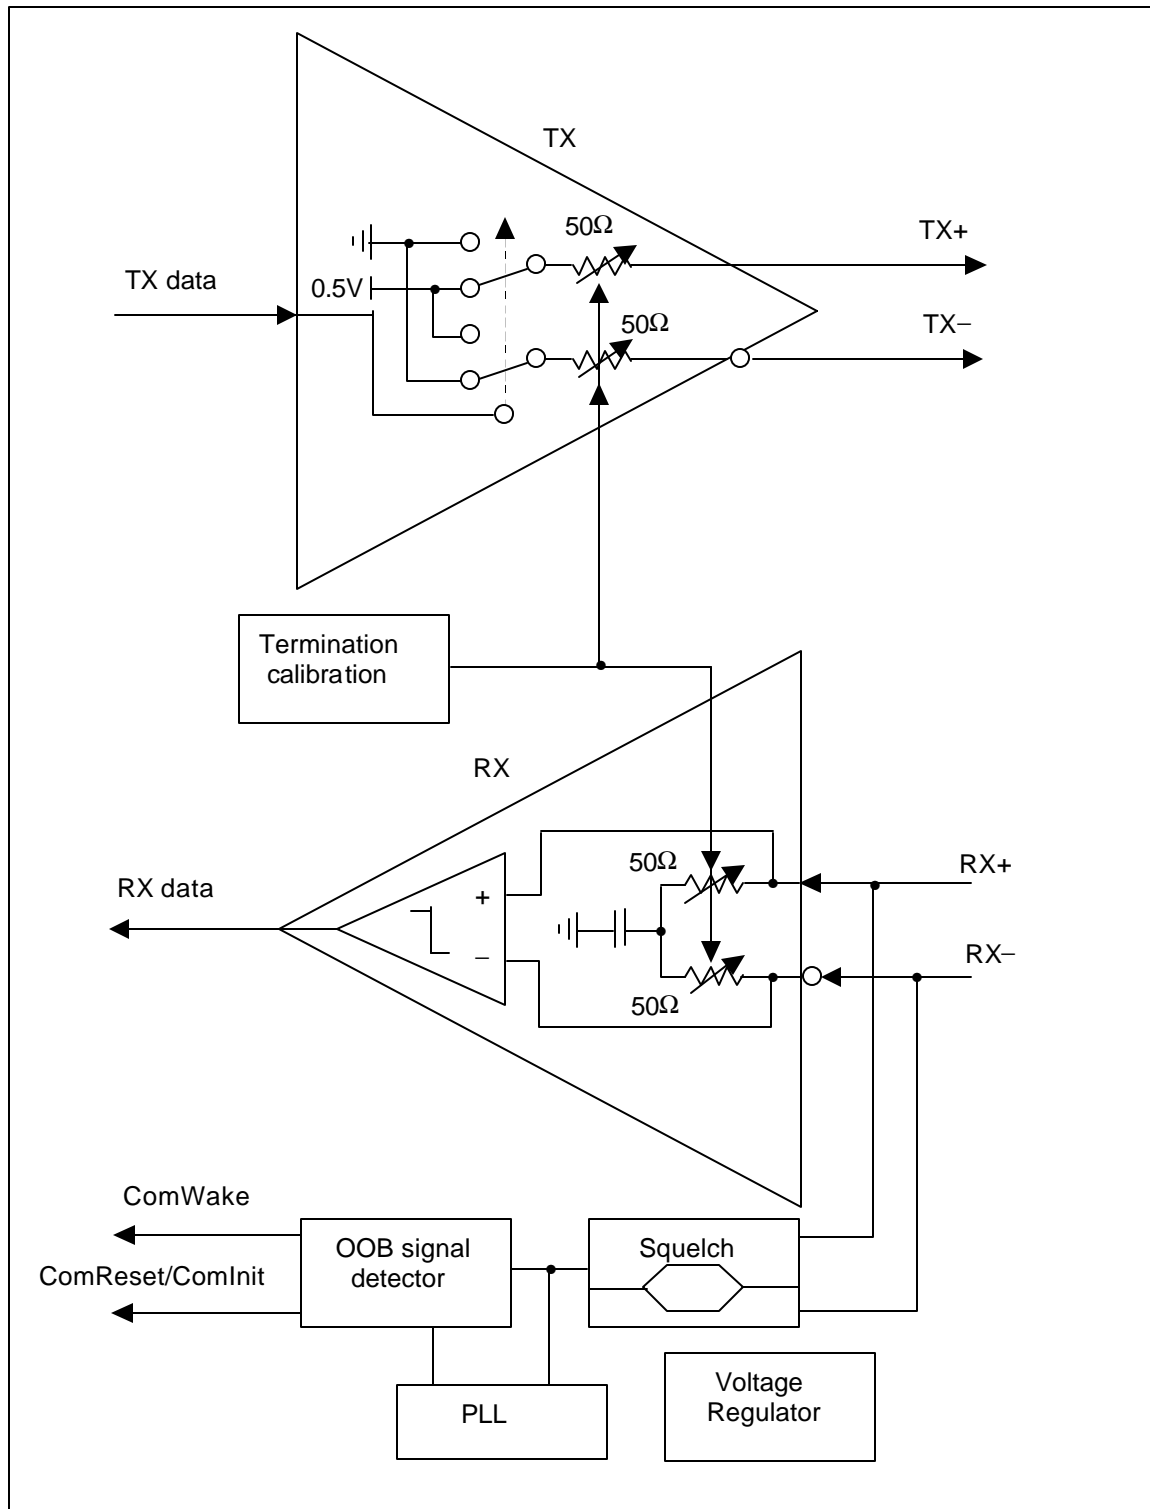 TX
50Ω
TX+
TX data
0.5V
50Ω
TX−
Termination
calibration
RX
50Ω
RX+
RX data
+
−
RX−
50Ω
ComWake
OOB signal
detector
Squelch
ComReset/ComInit
PLL
Voltage
Regulator